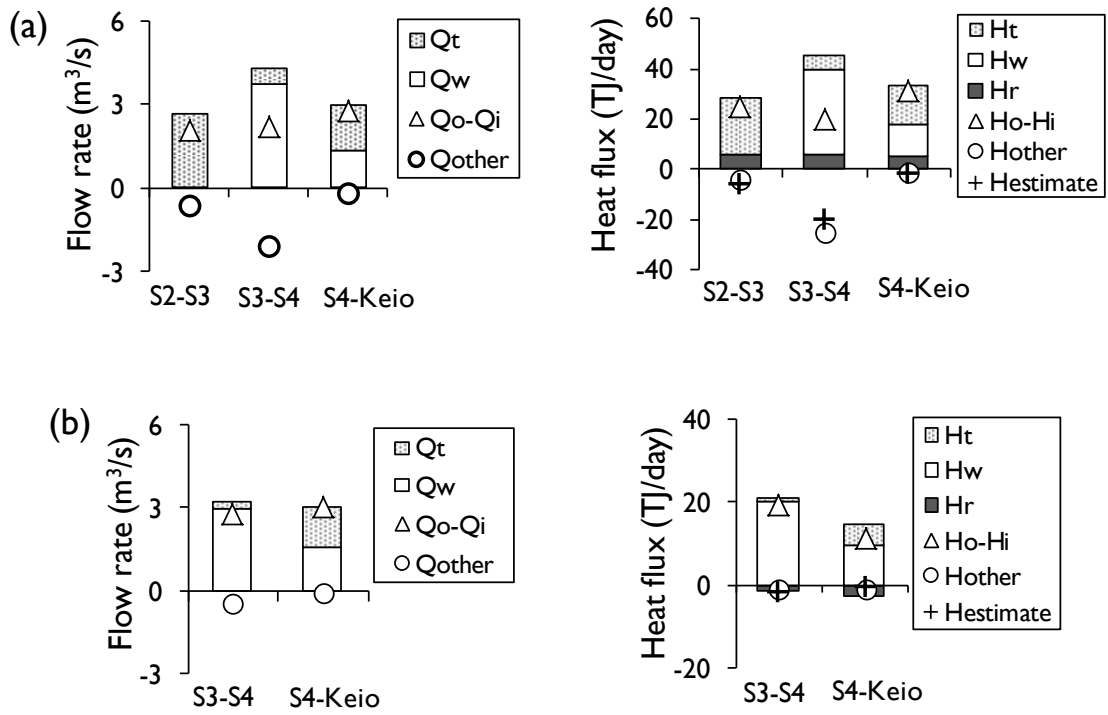 (a)
Flow rate (m³/s)
6
3
0
-3
S2-S3
S3-S4
S4-Keio
Qt
Qw
Qo-Qi
Qother
Heat flux (TJ/day)
60
40
20
0
-20
-40
S2-S3
S3-S4
S4-Keio
Ht
Hw
Hr
Ho-Hi
Hother
Hestimate
(b)
Flow rate (m³/s)
6
3
0
-3
S3-S4
S4-Keio
Qt
Qw
Qo-Qi
Qother
Heat flux (TJ/day)
40
20
0
-20
S3-S4
S4-Keio
Ht
Hw
Hr
Ho-Hi
Hother
Hestimate